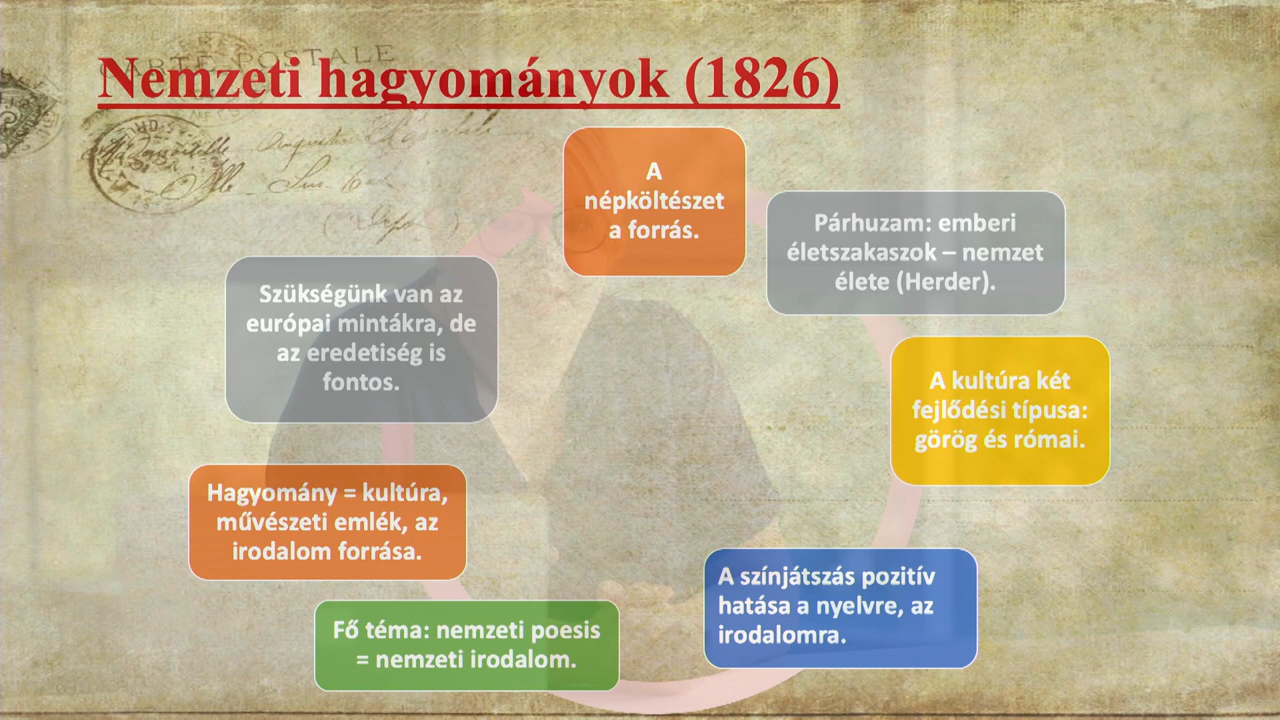 Nemzeti hagyományok (1826)
CARTE POSTALE
A
népköltészet
a forrás.
Párhuzam: emberi
életszakaszok – nemzet
élete (Herder).
A kultúra két
fejlődési típusa:
görög és római.
A színjátszás pozitív
hatása a nyelvre, az
irodalomra.
Fő téma: nemzeti poesis
= nemzeti irodalom.
Hagyomány = kultúra,
művészeti emlék, az
irodalom forrása.
Szükségünk van az
európai mintákra, de
az eredetiség is
fontos.